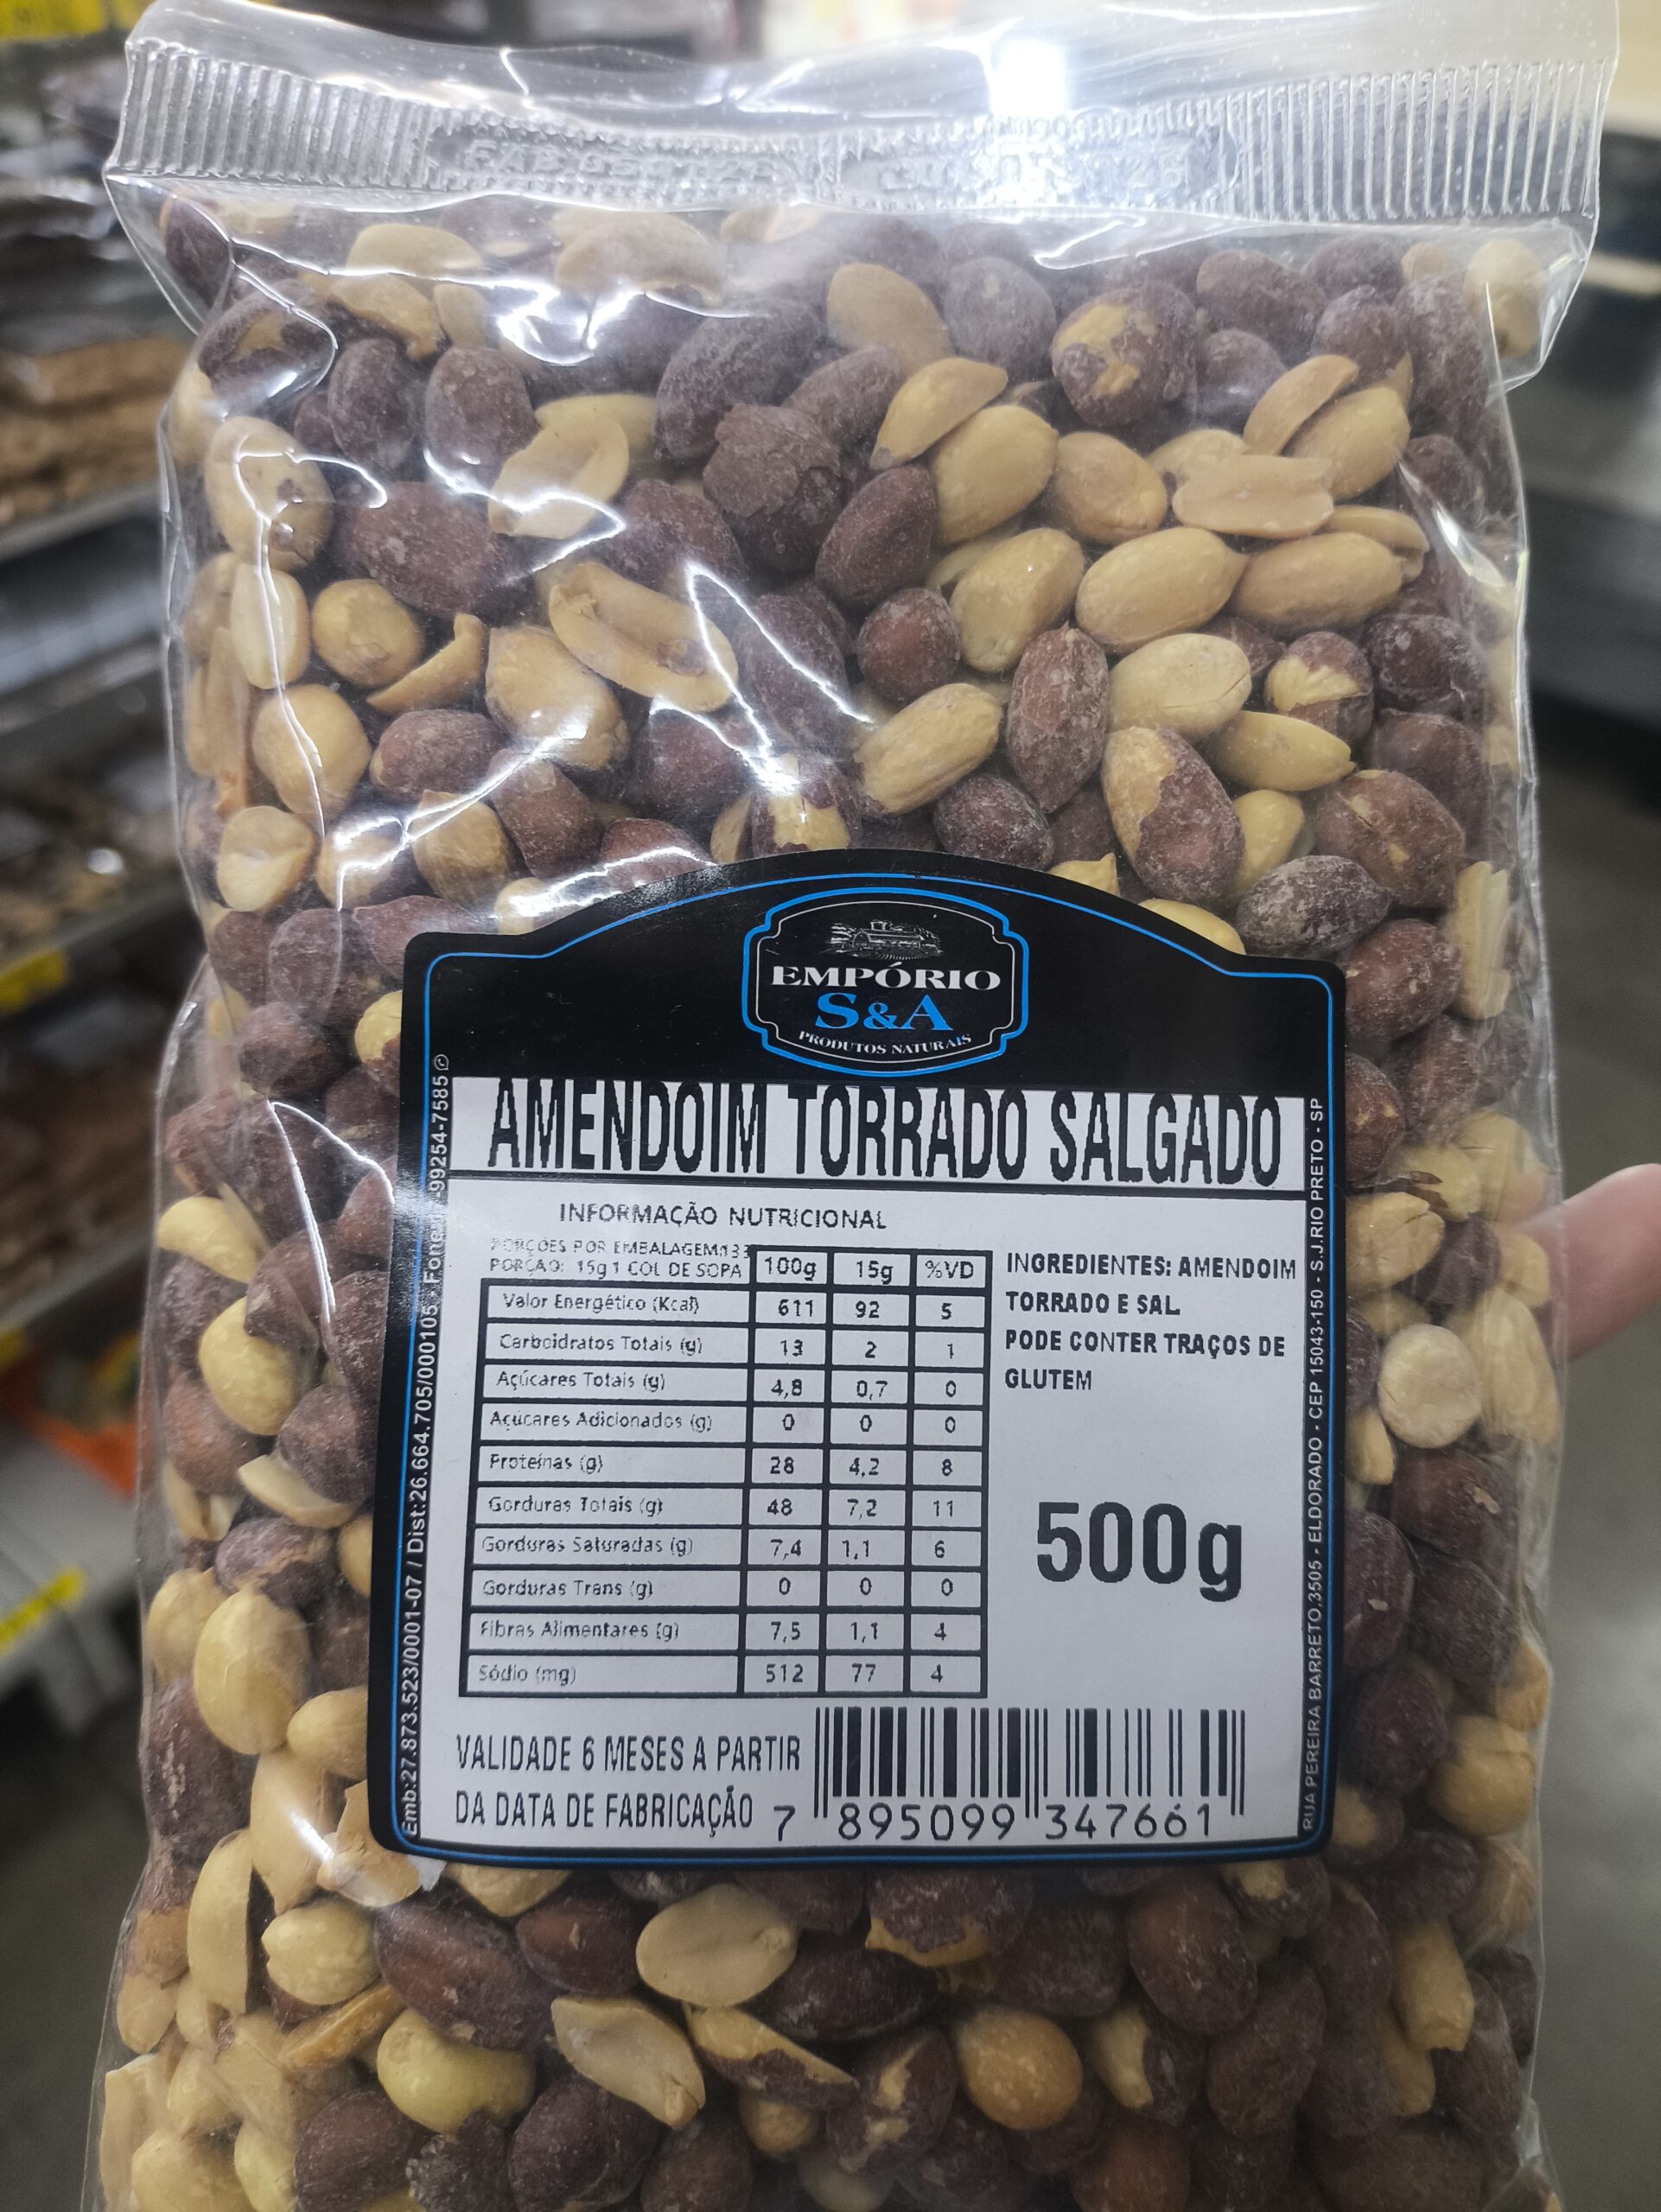 EMPÓRIO
S&A
PRODUTOS NATURAIS
AMENDOIM TORRADO SALGADO
INFORMAÇÃO NUTRICIONAL
PORÇÕES POR EMBALAGEM:33
PORÇÃO: 15g 1 COL DE SOPA 100g 15g %VD
Valor Energético (Kcal) 611 92 5
Carboidratos Totais (g) 13 2 1
Açúcares Totais (g) 4,8 0,7 0
Açúcares Adicionados (g) 0 0 0
Proteínas (g) 28 4,2 8
Gorduras Totais (g) 48 7,2 11
Gorduras Saturadas (g) 7,4 1,1 6
Gorduras Trans (g) 0 0 0
Fibras Alimentares (g) 7,5 1,1 4
Sódio (mg) 512 77 4
INGREDIENTES: AMENDOIM
TORRADO E SAL
PODE CONTER TRAÇOS DE
GLUTEM
500g
VALIDADE 6 MESES A PARTIR
DA DATA DE FABRICAÇÃO
7 895099 347661
Emb:27.873.523/0001-07 / Dist:26.664.705/000105 - Fone: 99254-7585
RUA PEREIRA BARRETO,3505 - ELDORADO - CEP 15043-150 - S.J.RIO PRETO - SP